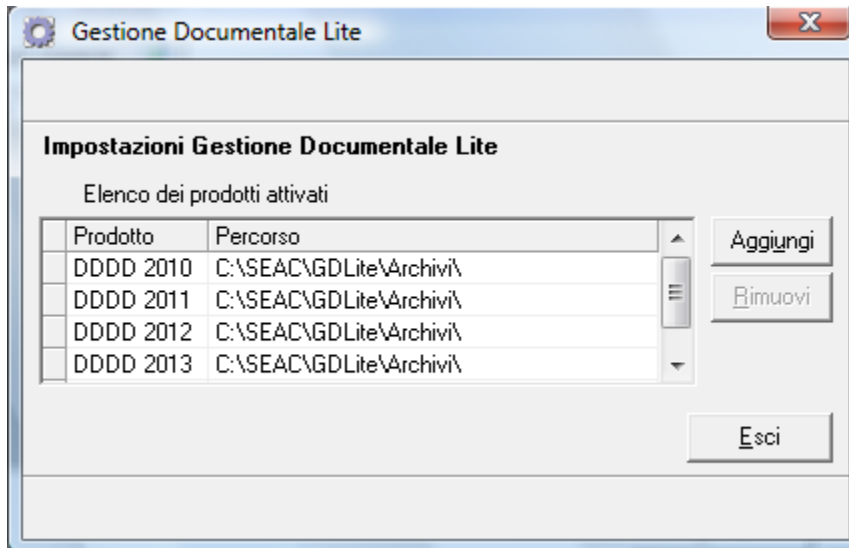 Gestione Documentale Lite
Impostazioni Gestione Documentale Lite
Elenco dei prodotti attivati
Prodotto Percorso
DDDD 2010 C:\SEAC\GDLite\Archivi\
DDDD 2011 C:\SEAC\GDLite\Archivi\
DDDD 2012 C:\SEAC\GDLite\Archivi\
DDDD 2013 C:\SEAC\GDLite\Archivi\
Aggiungi
Rimuovi
Esci